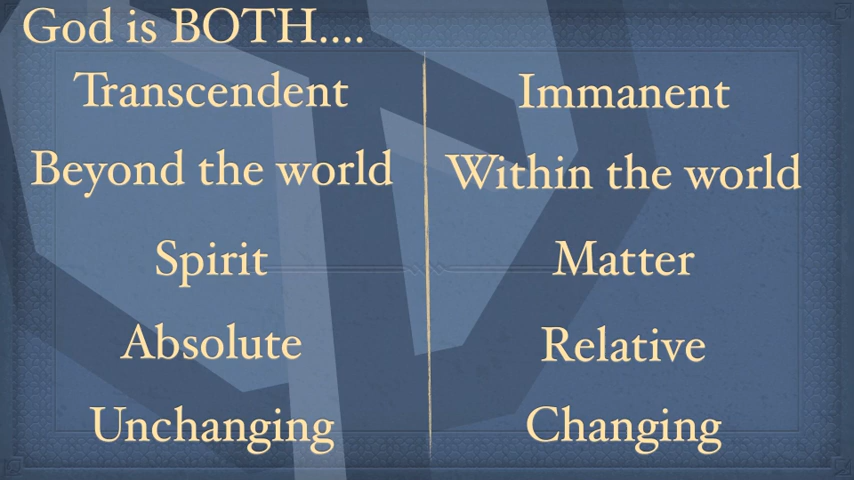 God is BOTH....
Transcendent
Immanent
Beyond the world
Within the world
Spirit
Matter
Absolute
Relative
Unchanging
Changing